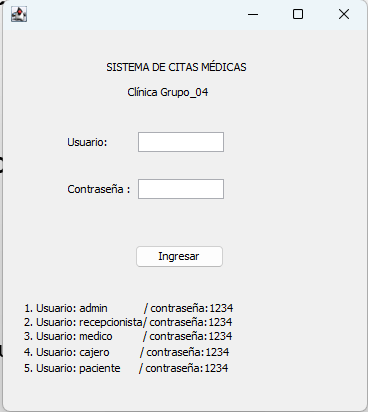 SISTEMA DE CITAS MÉDICAS
Clínica Grupo_04
Usuario:
Contraseña :
Ingresar
1. Usuario: admin / contraseña:1234
2. Usuario: recepcionista/ contraseña:1234
3. Usuario: medico / contraseña:1234
4. Usuario: cajero / contraseña:1234
5. Usuario: paciente / contraseña:1234